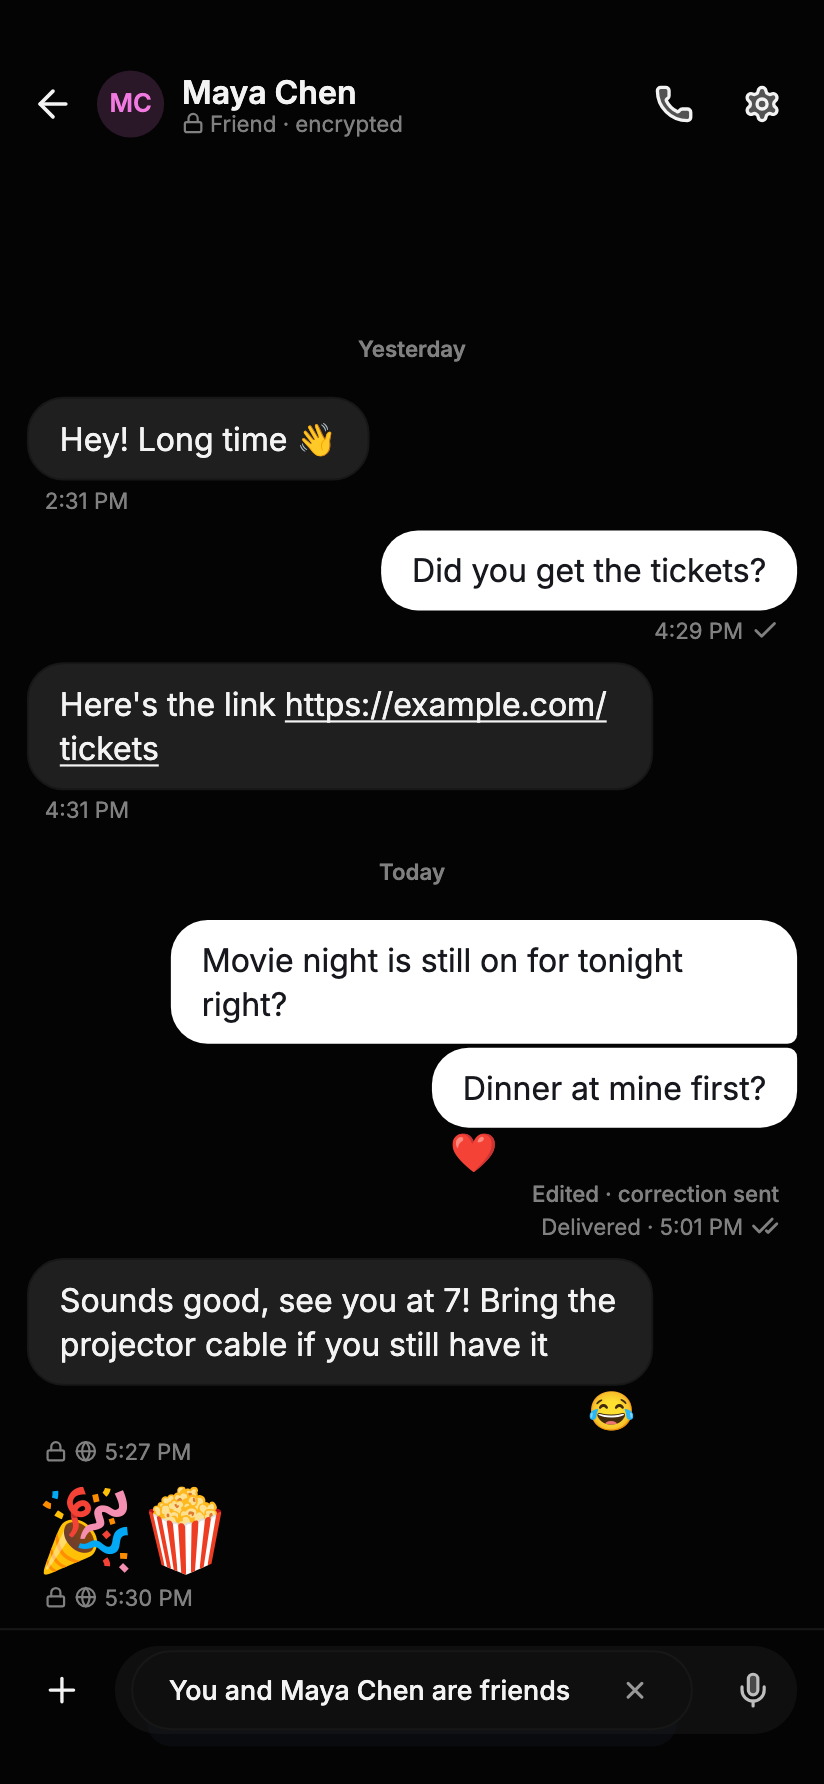 MC
Maya Chen
Friend · encrypted
Yesterday
Hey! Long time 👋
2:31 PM
Did you get the tickets?
4:29 PM
Here's the link https://example.com/
tickets
4:31 PM
Today
Movie night is still on for tonight
right?
Dinner at mine first?
❤️
Edited · correction sent
Delivered · 5:01 PM
Sounds good, see you at 7! Bring the
projector cable if you still have it
😂
5:27 PM
🎉🍿
5:30 PM
You and Maya Chen are friends